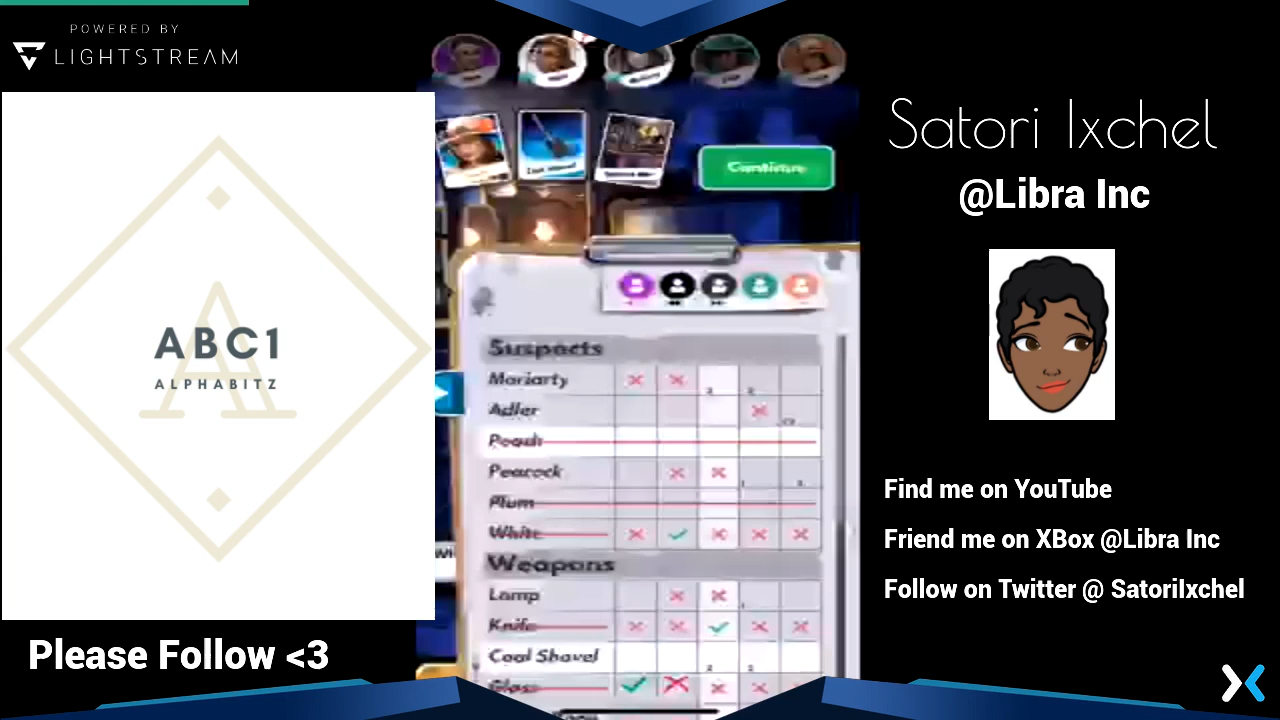 POWERED BY
LIGHTSTREAM
Satori Ixchel
@Libra Inc
Continue
ABC1
ALPHABITZ
Suspects
Moriarty
Adler
Peach
Peacock
Plum
White
Weapons
Lamp
Knife
Coal Shovel
Glass
Find me on YouTube
Friend me on XBox @Libra Inc
Follow on Twitter @ SatoriIxchel
Please Follow <3